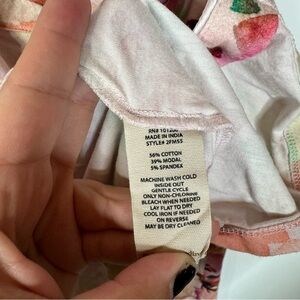 RN# 101200
MADE IN INDIA
STYLE# 2FM55
56% COTTON
39% MODAL
5% SPANDEX
MACHINE WASH COLD
INSIDE OUT
GENTLE CYCLE
ONLY NON-CHLORINE
BLEACH WHEN NEEDED
LAY FLAT TO DRY
COOL IRON IF NEEDED
ON REVERSE
MAY BE DRY CLEANED